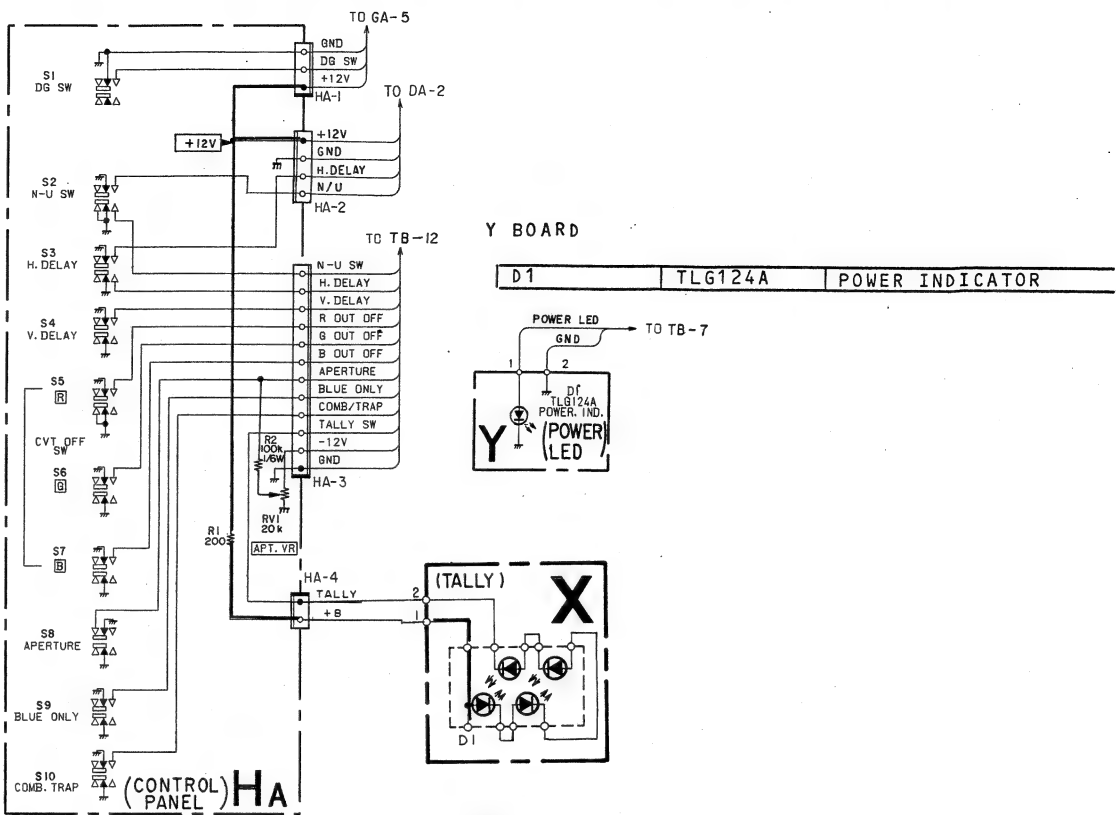 TO GA-5
GND
DG SW
+12V
HA-1
S1
DG SW
TO DA-2
+12V
+12V
GND
H.DELAY
N/U
HA-2
S2
N-U SW
S3
H. DELAY
S4
V. DELAY
TO TB-12
N-U SW
H. DELAY
V. DELAY
R OUT OFF
G OUT OFF
B OUT OFF
APERTURE
BLUE ONLY
COMB/TRAP
TALLY SW
-12V
GND
HA-3
S5
R
CVT OFF
SW
S6
G
S7
B
R2
100k
1/6W
RV1
20k
APT. VR
R1
200
HA-4
TALLY
+B
S8
APERTURE
S9
BLUE ONLY
S10
COMB. TRAP
(CONTROL PANEL) HA
Y BOARD
D1 TLG124A POWER INDICATOR
POWER LED
GND
TO TB-7
1 2
D1
TLG124A
POWER. IND.
Y (POWER LED)
(TALLY) X
2
1
D1